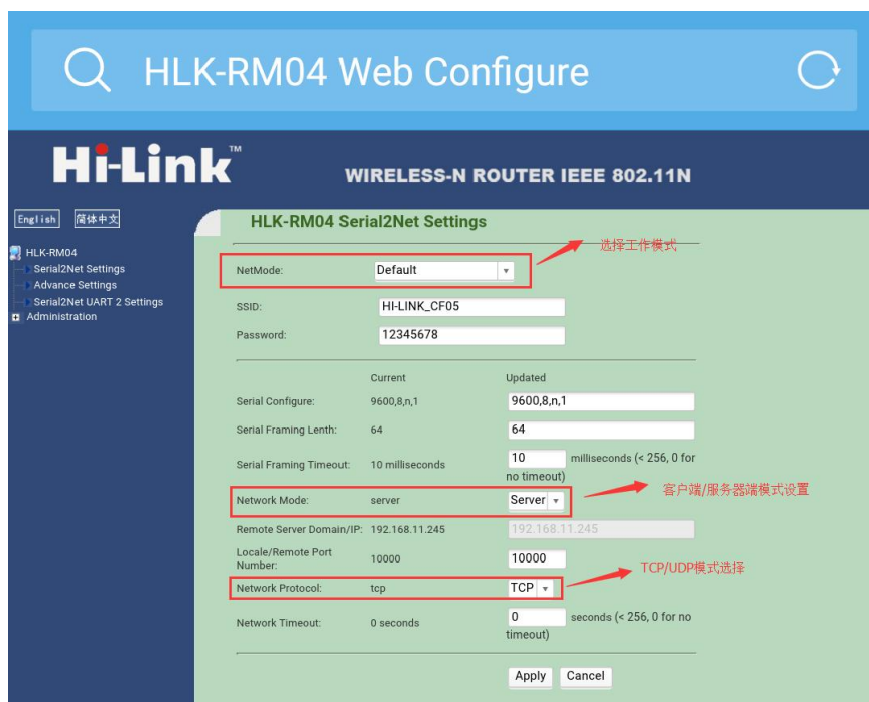 HLK-RM04 Web Configure
Hi-Link™
WIRELESS-N ROUTER IEEE 802.11N
English 简体中文
HLK-RM04
Serial2Net Settings
Advance Settings
Serial2Net UART 2 Settings
Administration
HLK-RM04 Serial2Net Settings
选择工作模式
NetMode: Default
SSID: HI-LINK_CF05
Password: 12345678
Current Updated
Serial Configure: 9600,8,n,1 9600,8,n,1
Serial Framing Lenth: 64 64
Serial Framing Timeout: 10 milliseconds 10 milliseconds (< 256, 0 for
no timeout)
客户端/服务器端模式设置
Network Mode: server Server
Remote Server Domain/IP: 192.168.11.245 192.168.11.245
Locale/Remote Port
Number: 10000 10000
TCP/UDP模式选择
Network Protocol: tcp TCP
Network Timeout: 0 seconds 0 seconds (< 256, 0 for no
timeout)
Apply Cancel